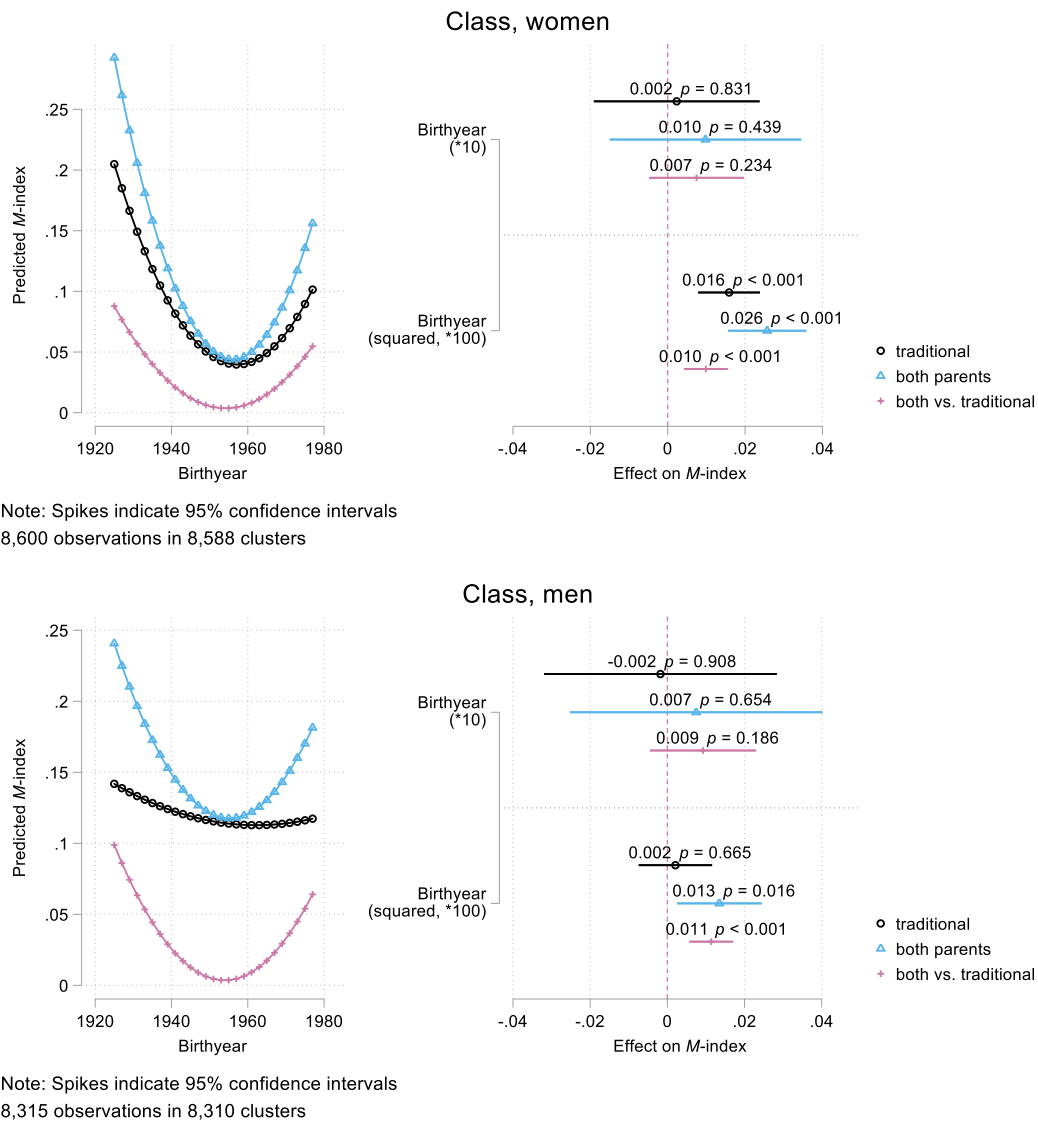 Class, women
Predicted M-index
.25
.2
.15
.1
.05
0
1920 1940 1960 1980
Birthyear
Birthyear
(*10)
Birthyear
(squared, *100)
0.002 p = 0.831
0.010 p = 0.439
0.007 p = 0.234
0.016 p < 0.001
0.026 p < 0.001
0.010 p < 0.001
-.04 -.02 0 .02 .04
Effect on M-index
traditional
both parents
both vs. traditional
Note: Spikes indicate 95% confidence intervals
8,600 observations in 8,588 clusters
Class, men
Predicted M-index
.25
.2
.15
.1
.05
0
1920 1940 1960 1980
Birthyear
Birthyear
(*10)
Birthyear
(squared, *100)
-0.002 p = 0.908
0.007 p = 0.654
0.009 p = 0.186
0.002 p = 0.665
0.013 p = 0.016
0.011 p < 0.001
-.04 -.02 0 .02 .04
Effect on M-index
traditional
both parents
both vs. traditional
Note: Spikes indicate 95% confidence intervals
8,315 observations in 8,310 clusters